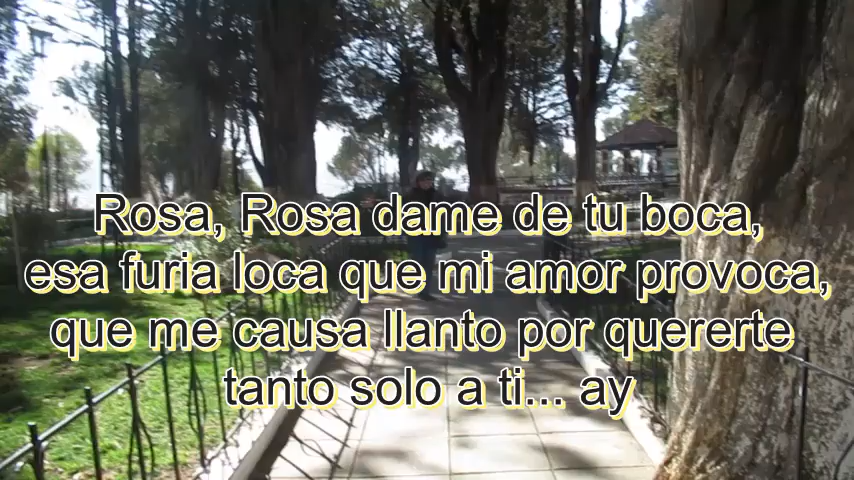 Rosa, Rosa dame de tu boca,
esa furia loca que mi amor provoca,
que me causa llanto por quererte
tanto solo a ti... ay